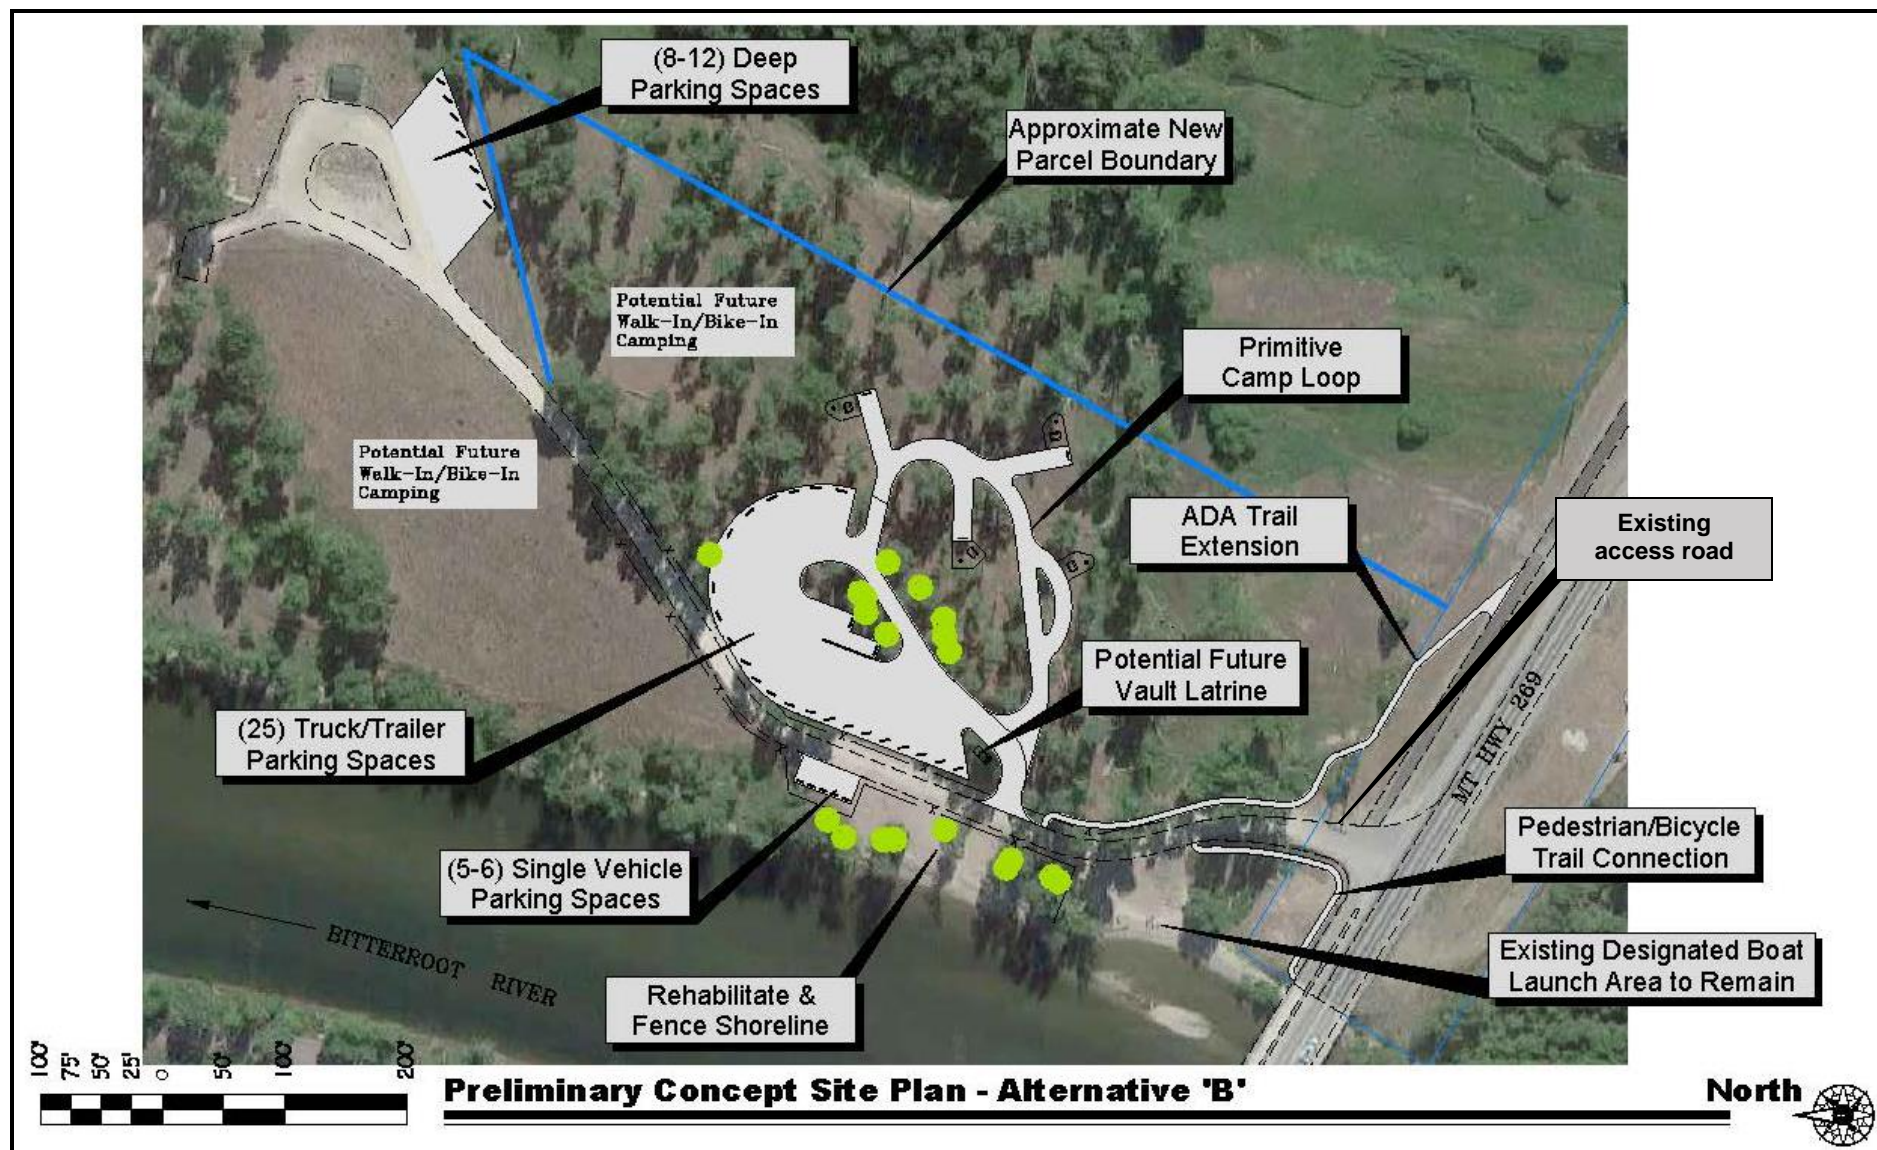 (8-12) Deep
Parking Spaces
Approximate New
Parcel Boundary
Potential Future
Walk-In/Bike-In
Camping
Primitive
Camp Loop
Potential Future
Walk-In/Bike-In
Camping
ADA Trail
Extension
Existing
access road
Potential Future
Vault Latrine
MT HWY 269
(25) Truck/Trailer
Parking Spaces
Pedestrian/Bicycle
Trail Connection
(5-6) Single Vehicle
Parking Spaces
BITTERROOT RIVER
Existing Designated Boat
Launch Area to Remain
Rehabilitate &
Fence Shoreline
100' 75' 50' 25' 0 50' 100' 200'
Preliminary Concept Site Plan - Alternative 'B'
North